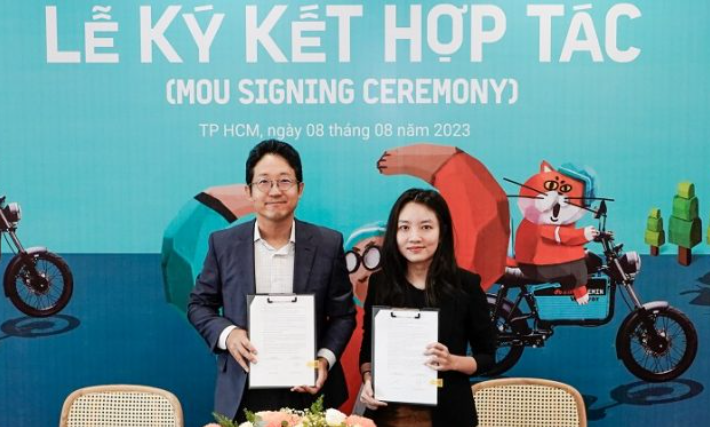 LỄ KÝ KẾT HỢP TÁC
(MOU SIGNING CEREMONY)
TP HCM, ngày 08 tháng 08 năm 2023